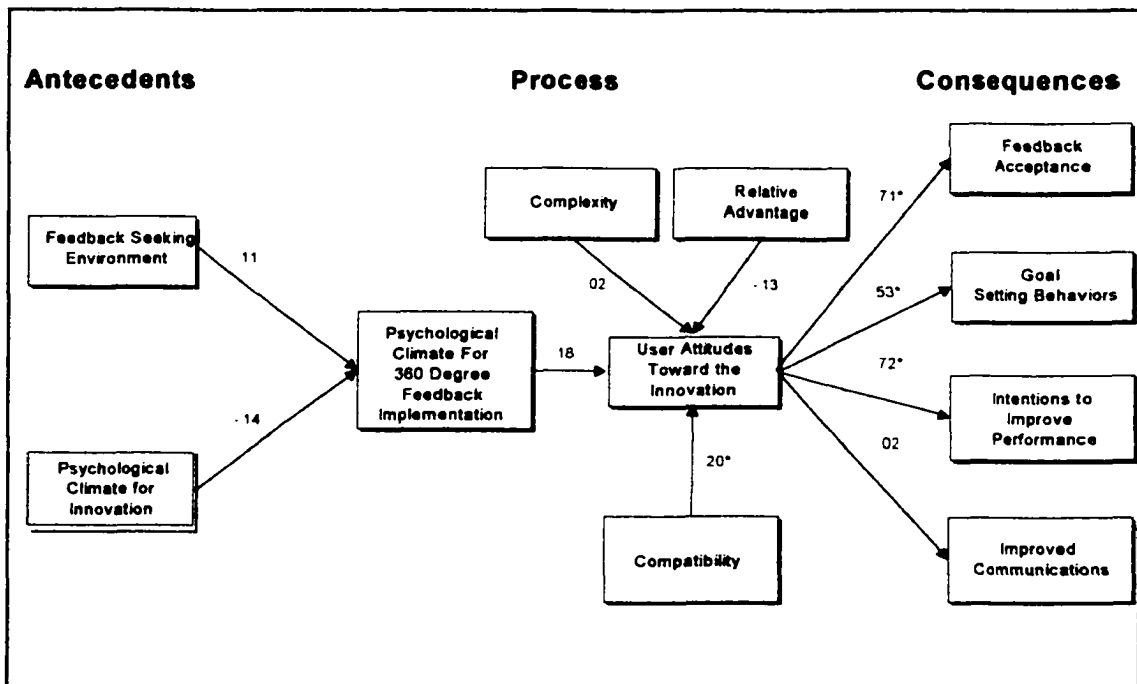 Antecedents
Process
Consequences
Feedback
Acceptance
Complexity
Relative
Advantage
71*
Feedback Seeking
Environment
11
02
- 13
53*
Goal
Setting Behaviors
Psychological
Climate For
360 Degree
Feedback
Implementation
18
User Attitudes
Toward the
Innovation
72*
Intentions to
Improve
Performance
- 14
02
Psychological
Climate for
Innovation
20*
Compatibility
Improved
Communications